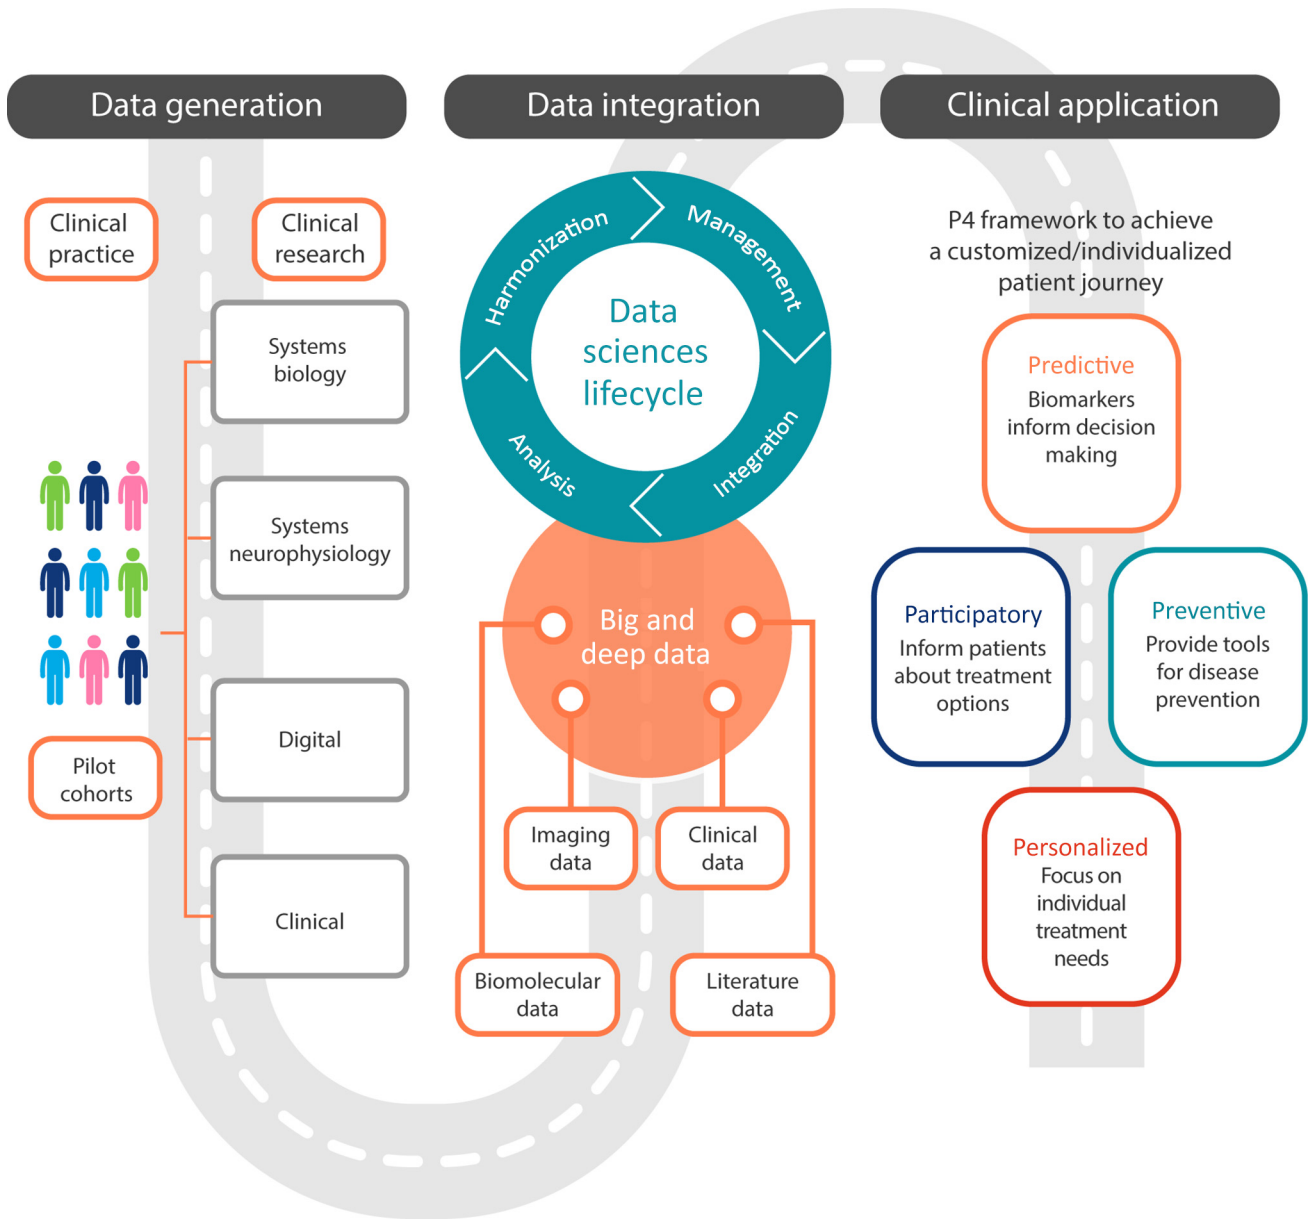 Data generation
Clinical
practice
Clinical
research
Systems
biology
Systems
neurophysiology
Digital
Clinical
Pilot
cohorts
Data integration
Harmonization
Management
Integration
Analysis
Data
sciences
lifecycle
Big and
deep data
Imaging
data
Clinical
data
Biomolecular
data
Literature
data
Clinical application
P4 framework to achieve
a customized/individualized
patient journey
Predictive
Biomarkers
inform decision
making
Participatory
Inform patients
about treatment
options
Preventive
Provide tools
for disease
prevention
Personalized
Focus on
individual
treatment
needs